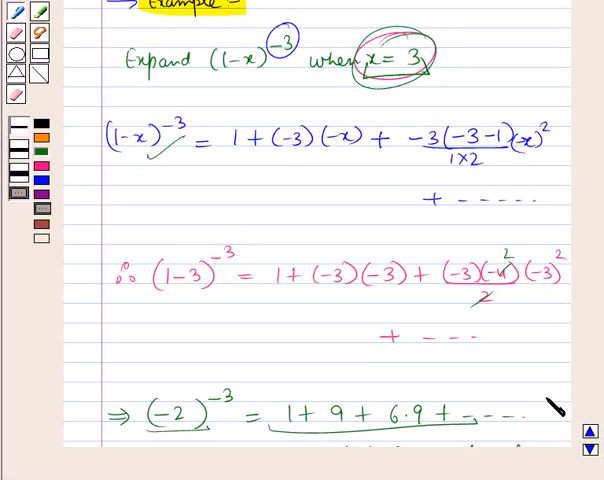 → Example :-
Expand (1-x)^-3 when x = 3
(1-x)^-3 = 1 + (-3)(-x) + -3(-3-1)/1×2 (-x)^2
+ - - - - - -
∴ (1-3)^-3 = 1 + (-3)(-3) + (-3)(-4)^2/2 (-3)^2
+ - - - -
⇒ (-2)^-3 = 1 + 9 + 6·9 + - - - - -